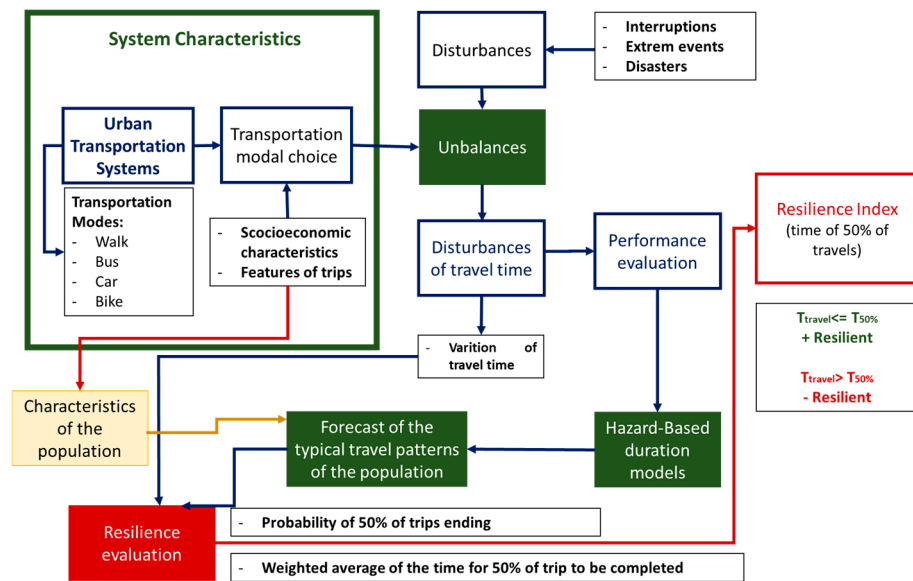 System Characteristics
Disturbances
- Interruptions
- Extrem events
- Disasters
Urban
Transportation
Systems
Transportation
modal choice
Unbalances
Transportation
Modes:
- Walk
- Bus
- Car
- Bike
- Scocioeconomic
characteristics
- Features of trips
Disturbances
of travel time
Performance
evaluation
Resilience Index
(time of 50% of
travels)
Ttravel<= T50%
+ Resilient
Ttravel> T50%
- Resilient
- Varition of
travel time
Characteristics
of the
population
Forecast of the
typical travel patterns
of the population
Hazard-Based
duration
models
Resilience
evaluation
- Probability of 50% of trips ending
- Weighted average of the time for 50% of trip to be completed